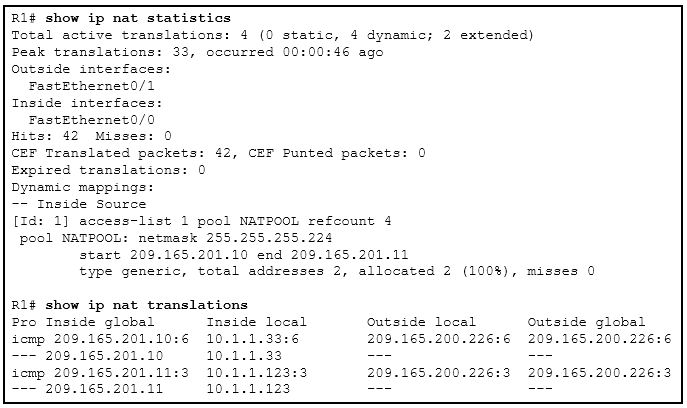 R1# show ip nat statistics
Total active translations: 4 (0 static, 4 dynamic; 2 extended)
Peak translations: 33, occurred 00:00:46 ago
Outside interfaces:
  FastEthernet0/1
Inside interfaces:
  FastEthernet0/0
Hits: 42  Misses: 0
CEF Translated packets: 42, CEF Punted packets: 0
Expired translations: 0
Dynamic mappings:
-- Inside Source
[Id: 1] access-list 1 pool NATPOOL refcount 4
 pool NATPOOL: netmask 255.255.255.224
        start 209.165.201.10 end 209.165.201.11
        type generic, total addresses 2, allocated 2 (100%), misses 0
R1# show ip nat translations
Pro Inside global      Inside local       Outside local      Outside global
icmp 209.165.201.10:6  10.1.1.33:6        209.165.200.226:6  209.165.200.226:6
--- 209.165.201.10     10.1.1.33          ---                ---
icmp 209.165.201.11:3  10.1.1.123:3       209.165.200.226:3  209.165.200.226:3
--- 209.165.201.11     10.1.1.123         ---                ---